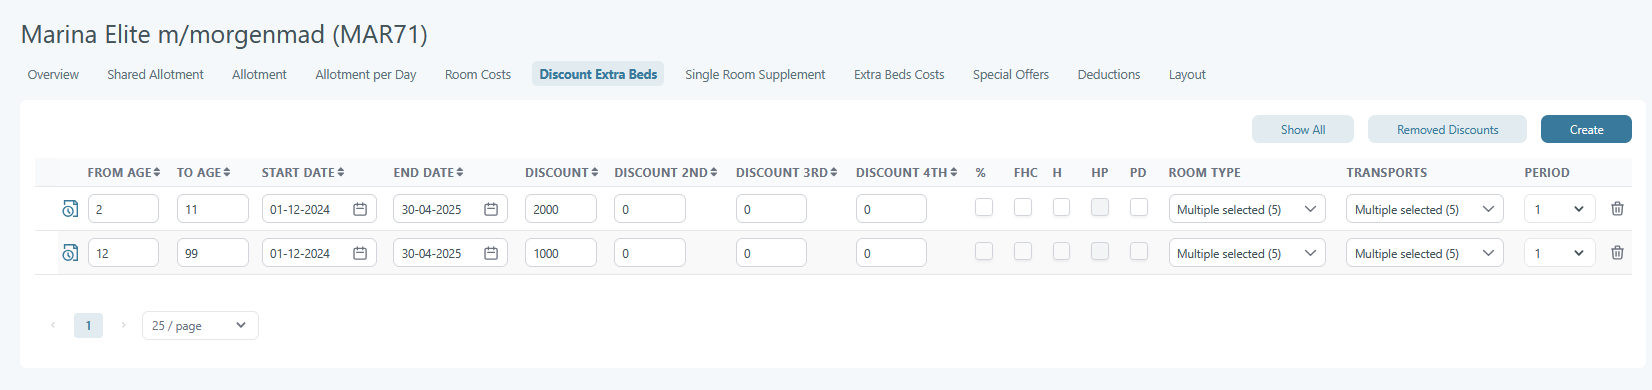 Marina Elite m/morgenmad (MAR71)
Overview Shared Allotment Allotment Allotment per Day Room Costs Discount Extra Beds Single Room Supplement Extra Beds Costs Special Offers Deductions Layout
Show All Removed Discounts Create
FROM AGE TO AGE START DATE END DATE DISCOUNT DISCOUNT 2ND DISCOUNT 3RD DISCOUNT 4TH % FHC H HP PD ROOM TYPE TRANSPORTS PERIOD
2 11 01-12-2024 30-04-2025 2000 0 0 0 Multiple selected (5) Multiple selected (5) 1
12 99 01-12-2024 30-04-2025 1000 0 0 0 Multiple selected (5) Multiple selected (5) 1
1 25 / page